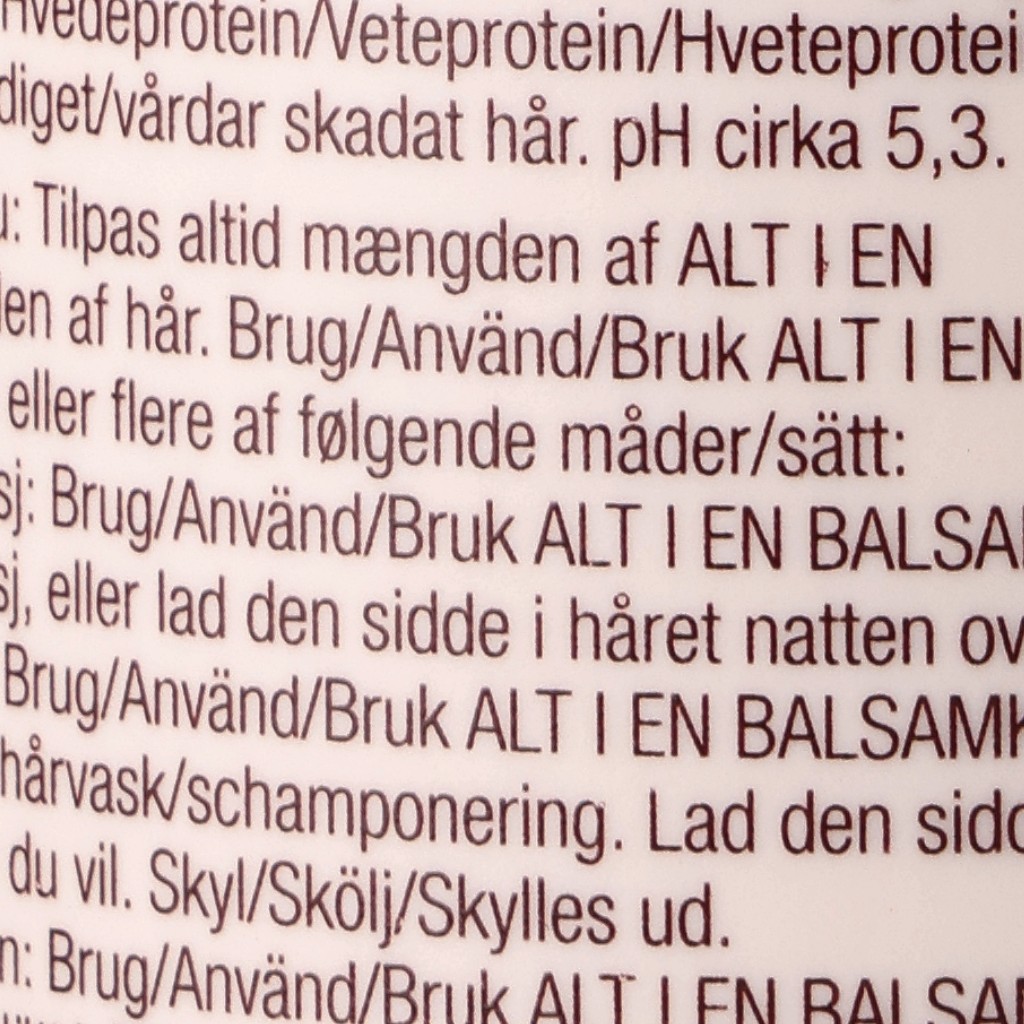 Hvedeprotein/Veteprotein/Hveteprotei
diget/vårdar skadat hår. pH cirka 5,3.
u: Tilpas altid mængden af ALT I EN
en af hår. Brug/Använd/Bruk ALT I EN
eller flere af følgende måder/sätt:
sj: Brug/Använd/Bruk ALT I EN BALSA
sj, eller lad den sidde i håret natten ov
Brug/Använd/Bruk ALT I EN BALSAMK
hårvask/schamponering. Lad den sidd
du vil. Skyl/Skölj/Skylles ud.
n: Brug/Använd/Bruk ALT I EN BALSA